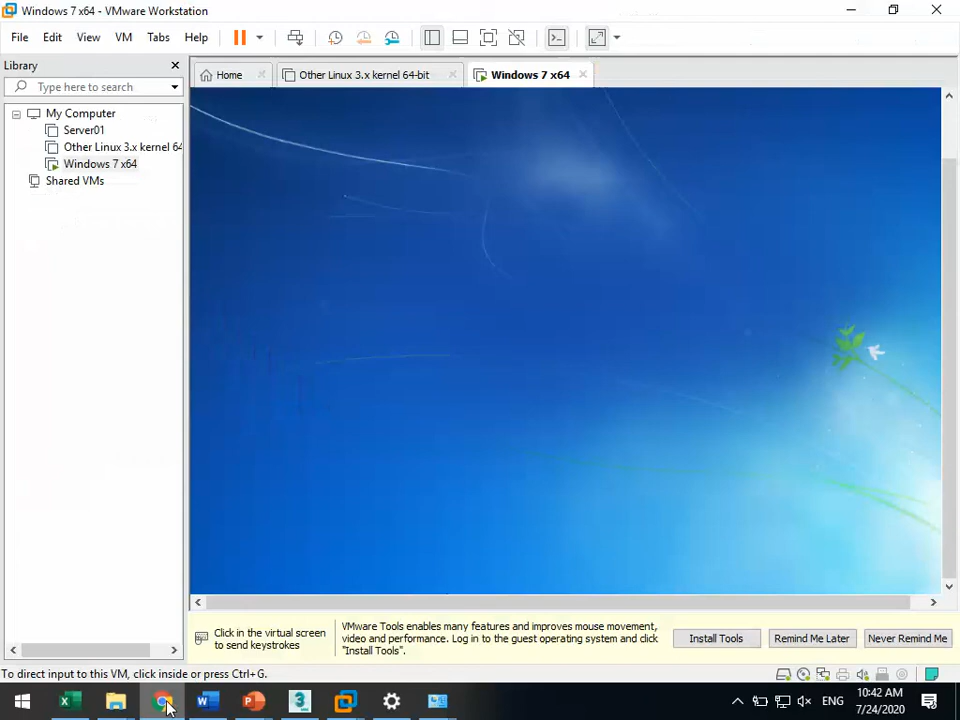 Windows 7 x64 - VMware Workstation
File Edit View VM Tabs Help
Library
Type here to search
My Computer
Server01
Other Linux 3.x kernel 64
Windows 7 x64
Shared VMs
Home
Other Linux 3.x kernel 64-bit
Windows 7 x64
Click in the virtual screen
to send keystrokes
VMware Tools enables many features and improves mouse movement,
video and performance. Log in to the guest operating system and click
"Install Tools".
Install Tools
Remind Me Later
Never Remind Me
To direct input to this VM, click inside or press Ctrl+G.
ENG
10:42 AM
7/24/2020